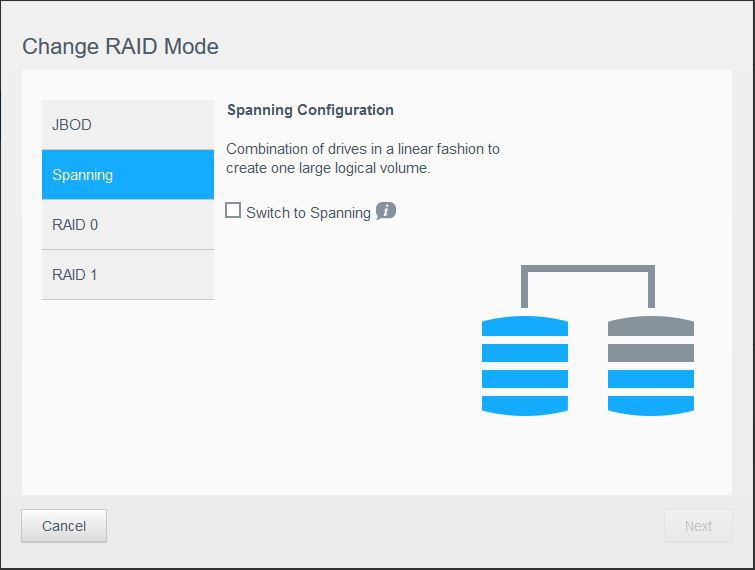 Change RAID Mode
JBOD
Spanning
RAID 0
RAID 1
Spanning Configuration
Combination of drives in a linear fashion to
create one large logical volume.
Switch to Spanning i
Cancel
Next